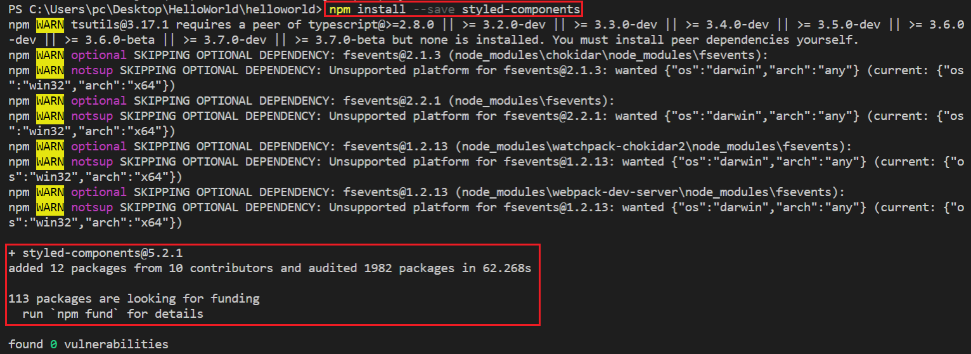 PS C:\Users\pc\Desktop\HelloWorld\helloworld> npm install --save styled-components
npm WARN tsutils@3.17.1 requires a peer of typescript@>=2.8.0 || >= 3.2.0-dev || >= 3.3.0-dev || >= 3.4.0-dev || >= 3.5.0-dev || >= 3.6.0
-dev || >= 3.6.0-beta || >= 3.7.0-dev || >= 3.7.0-beta but none is installed. You must install peer dependencies yourself.
npm WARN optional SKIPPING OPTIONAL DEPENDENCY: fsevents@2.1.3 (node_modules\chokidar\node_modules\fsevents):
npm WARN notsup SKIPPING OPTIONAL DEPENDENCY: Unsupported platform for fsevents@2.1.3: wanted {"os":"darwin","arch":"any"} (current: {"o
s":"win32","arch":"x64"})
npm WARN optional SKIPPING OPTIONAL DEPENDENCY: fsevents@2.2.1 (node_modules\fsevents):
npm WARN notsup SKIPPING OPTIONAL DEPENDENCY: Unsupported platform for fsevents@2.2.1: wanted {"os":"darwin","arch":"any"} (current: {"os
":"win32","arch":"x64"})
npm WARN optional SKIPPING OPTIONAL DEPENDENCY: fsevents@1.2.13 (node_modules\watchpack-chokidar2\node_modules\fsevents):
npm WARN notsup SKIPPING OPTIONAL DEPENDENCY: Unsupported platform for fsevents@1.2.13: wanted {"os":"darwin","arch":"any"} (current: {"o
s":"win32","arch":"x64"})
npm WARN optional SKIPPING OPTIONAL DEPENDENCY: fsevents@1.2.13 (node_modules\webpack-dev-server\node_modules\fsevents):
npm WARN notsup SKIPPING OPTIONAL DEPENDENCY: Unsupported platform for fsevents@1.2.13: wanted {"os":"darwin","arch":"any"} (current: {"o
s":"win32","arch":"x64"})
+ styled-components@5.2.1
added 12 packages from 10 contributors and audited 1982 packages in 62.268s
113 packages are looking for funding
run `npm fund` for details
found 0 vulnerabilities